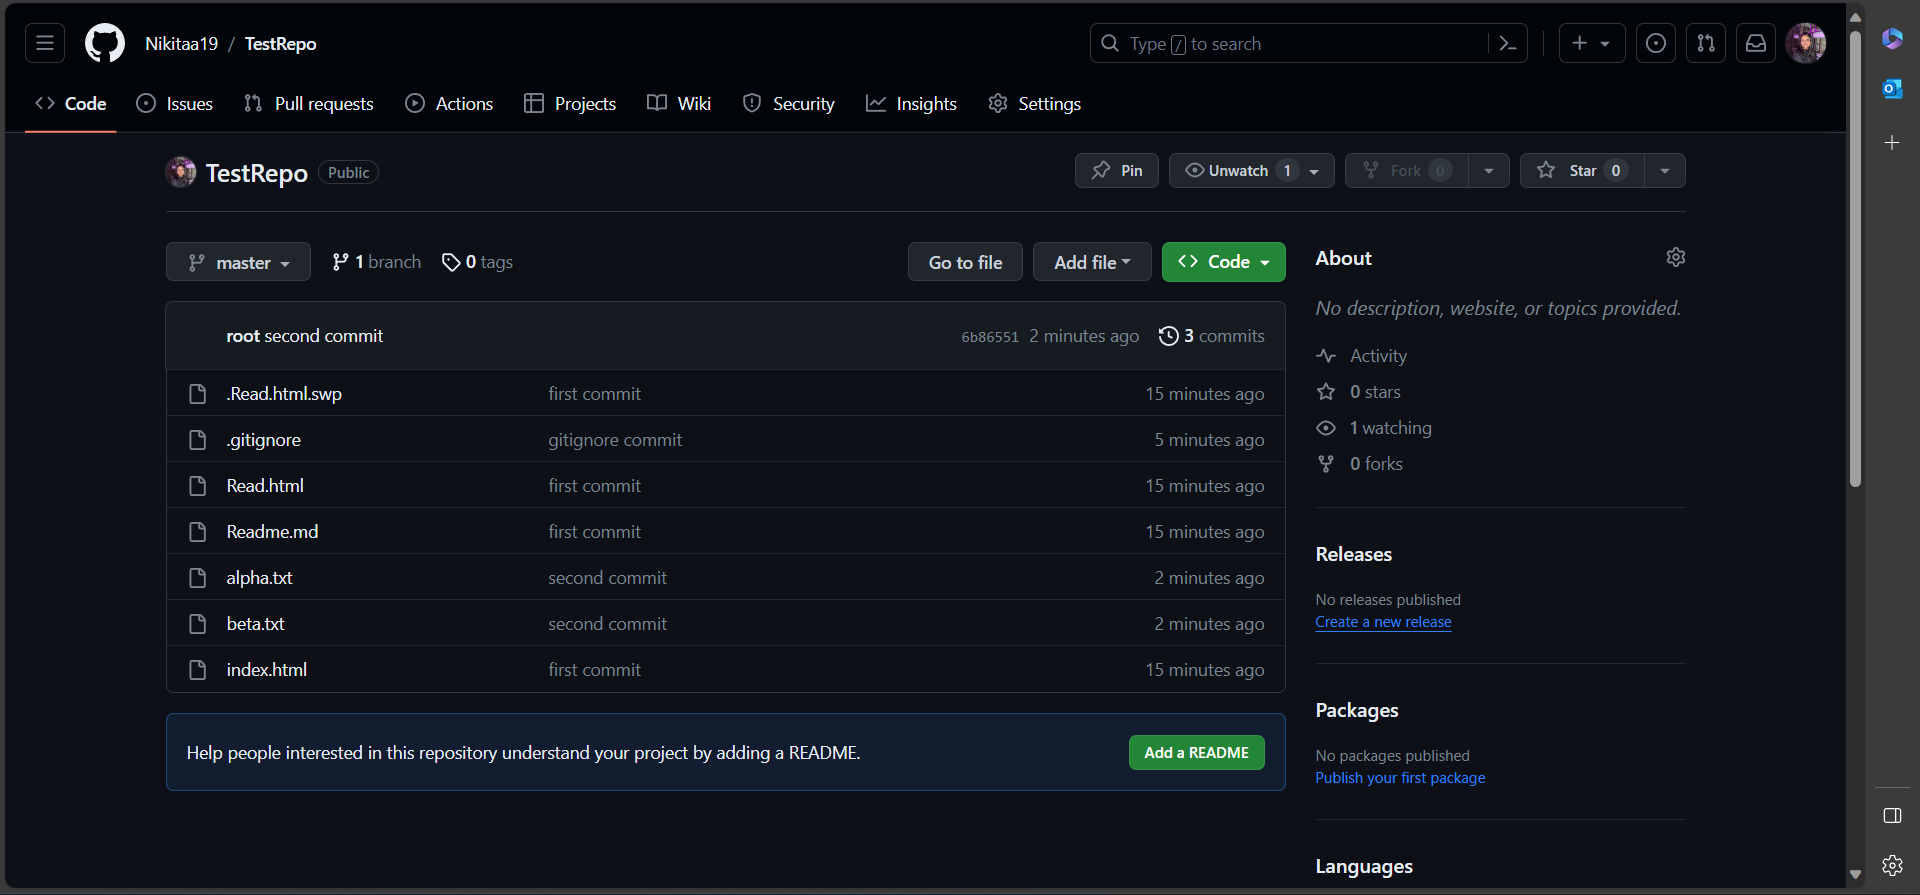 Nikitaa19 / TestRepo
Type / to search
Code Issues Pull requests Actions Projects Wiki Security Insights Settings
TestRepo Public
Pin Unwatch 1 Fork 0 Star 0
master 1 branch 0 tags Go to file Add file Code
root second commit 6b86551 2 minutes ago 3 commits
.Read.html.swp first commit 15 minutes ago
.gitignore gitignore commit 5 minutes ago
Read.html first commit 15 minutes ago
Readme.md first commit 15 minutes ago
alpha.txt second commit 2 minutes ago
beta.txt second commit 2 minutes ago
index.html first commit 15 minutes ago
Help people interested in this repository understand your project by adding a README. Add a README
About
No description, website, or topics provided.
Activity
0 stars
1 watching
0 forks
Releases
No releases published
Create a new release
Packages
No packages published
Publish your first package
Languages